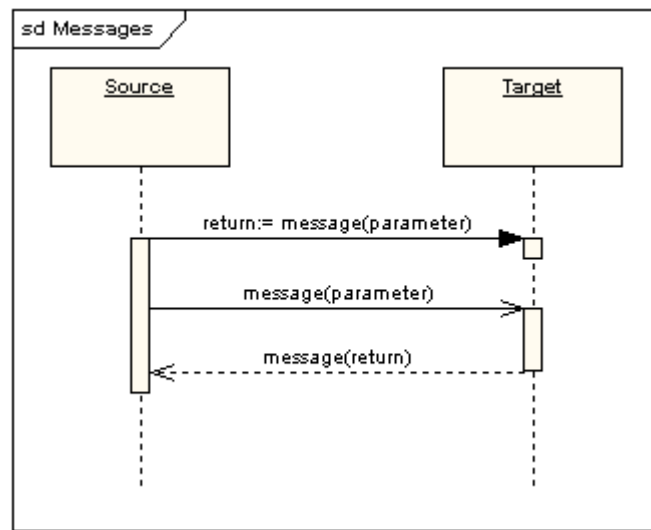 sd Messages
Source
Target
return:= message(parameter)
message(parameter)
message(return)